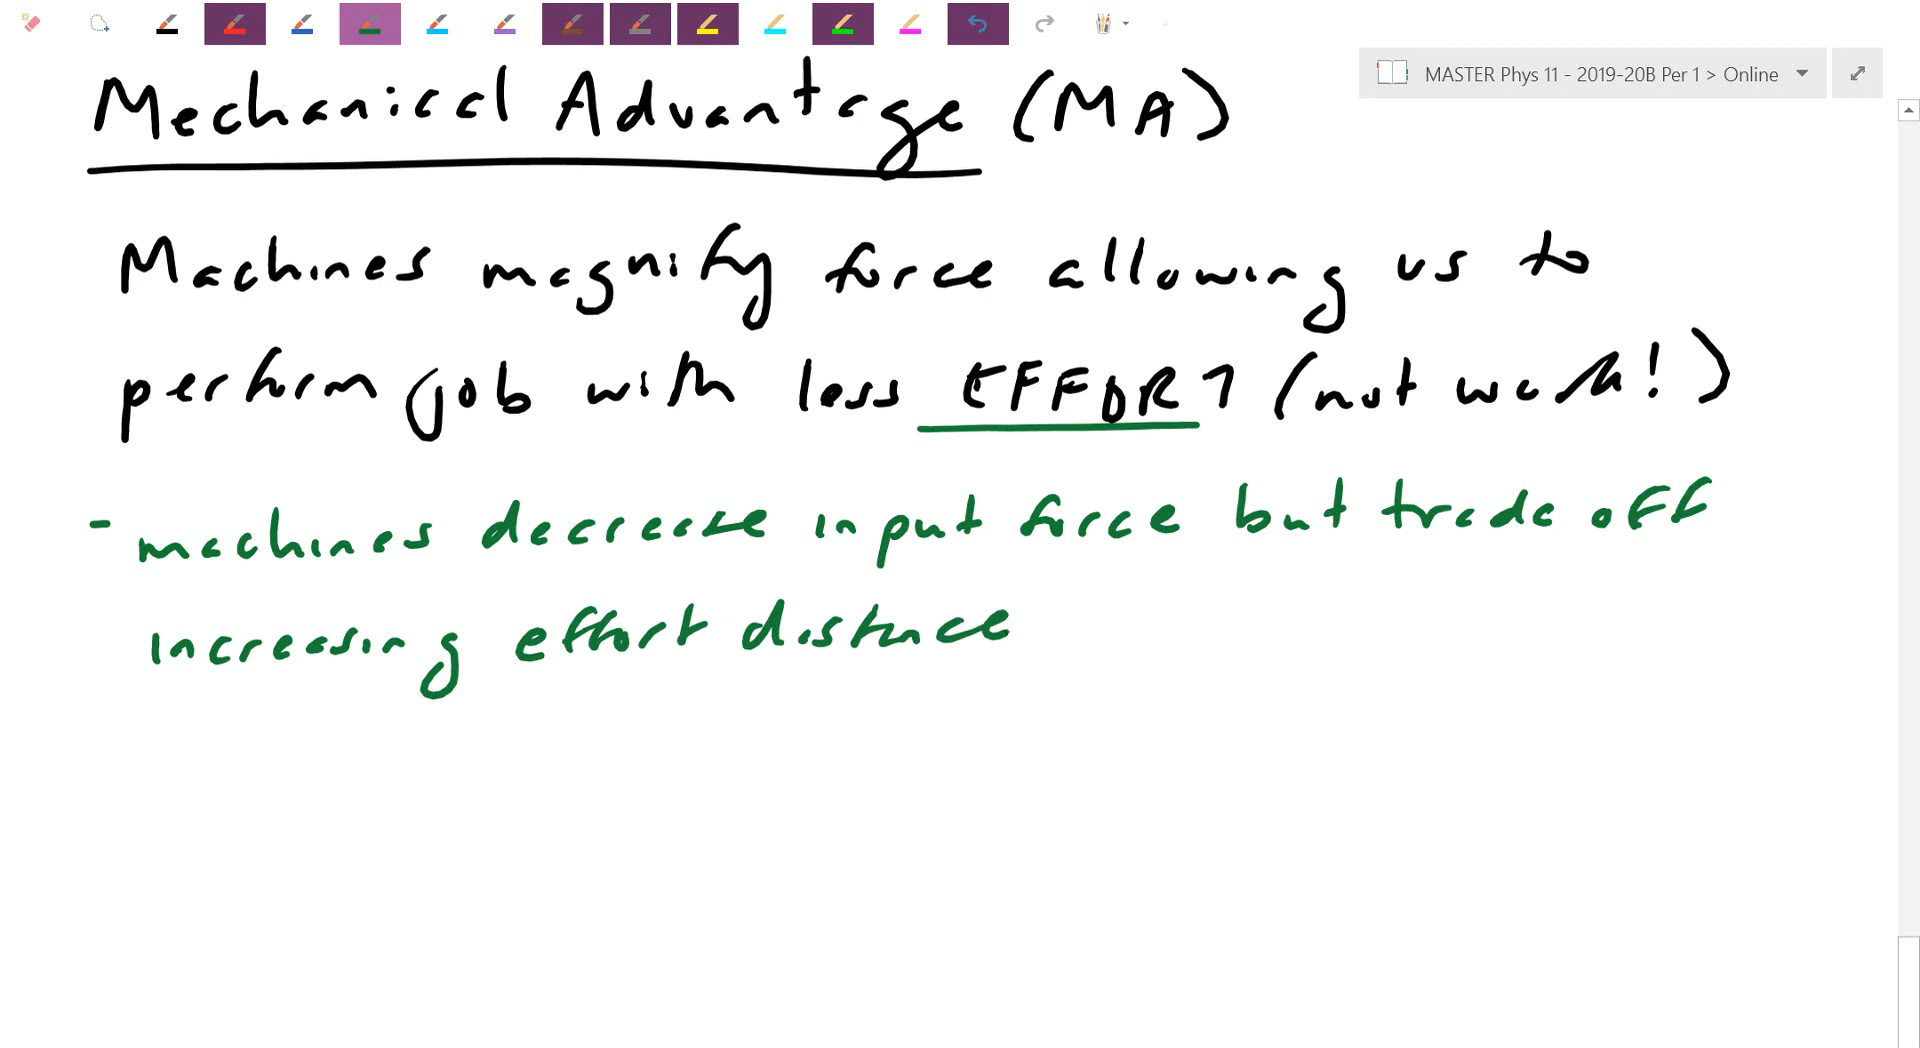 MASTER Phys 11 - 2019-20B Per 1 > Online
Mechanical Advantage (MA)
Machines magnify force allowing us to
perform job with less EFFORT (not work!)
- machines decrease input force but trade off
increasing effort distance